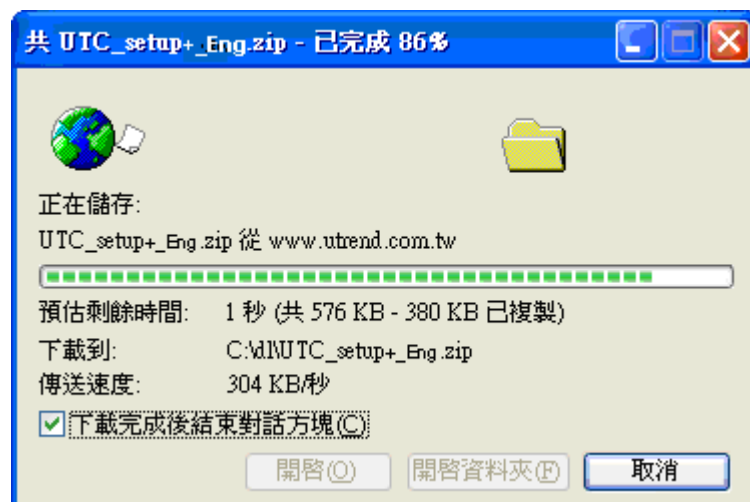 共 UTC_setup+_Eng.zip - 已完成 86%
正在儲存:
UTC_setup+_Eng.zip 從 www.utrend.com.tw
預估剩餘時間: 1 秒 (共 576 KB - 380 KB 已複製)
下載到: C:\dl\UTC_setup+_Eng.zip
傳送速度: 304 KB/秒
下載完成後結束對話方塊(C)
開啓(O) 開啓資料夾(F) 取消